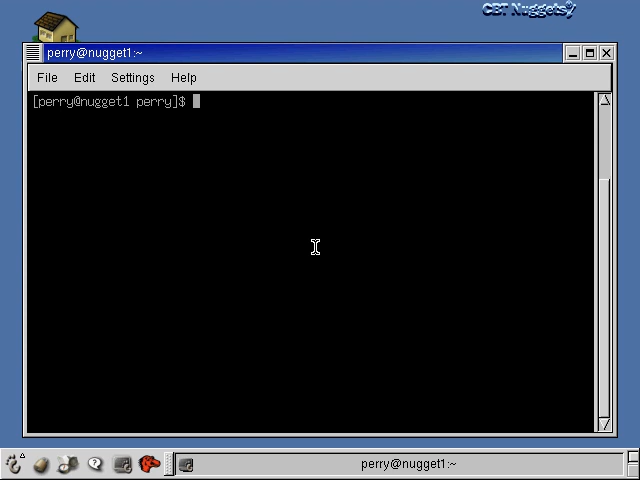 CBT Nuggets
perry@nugget1:~
File Edit Settings Help
[perry@nugget1 perry]$
perry@nugget1:~